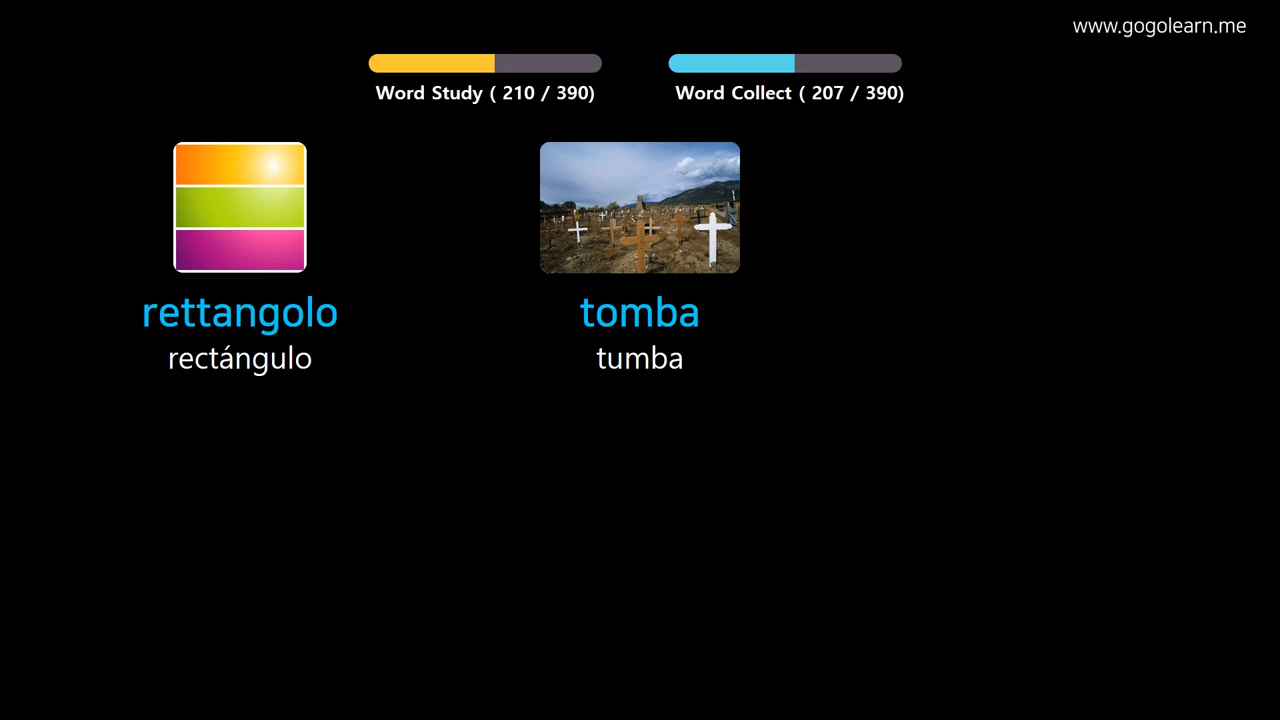 www.gogolearn.me
Word Study ( 210 / 390)
Word Collect ( 207 / 390)
rettangolo
rectángulo
tomba
tumba